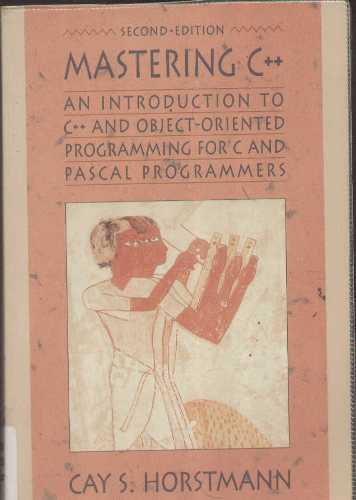 SECOND·EDITION
MASTERING C++
AN INTRODUCTION TO
C++ AND OBJECT-ORIENTED
PROGRAMMING FOR C AND
PASCAL PROGRAMMERS
CAY S. HORSTMANN